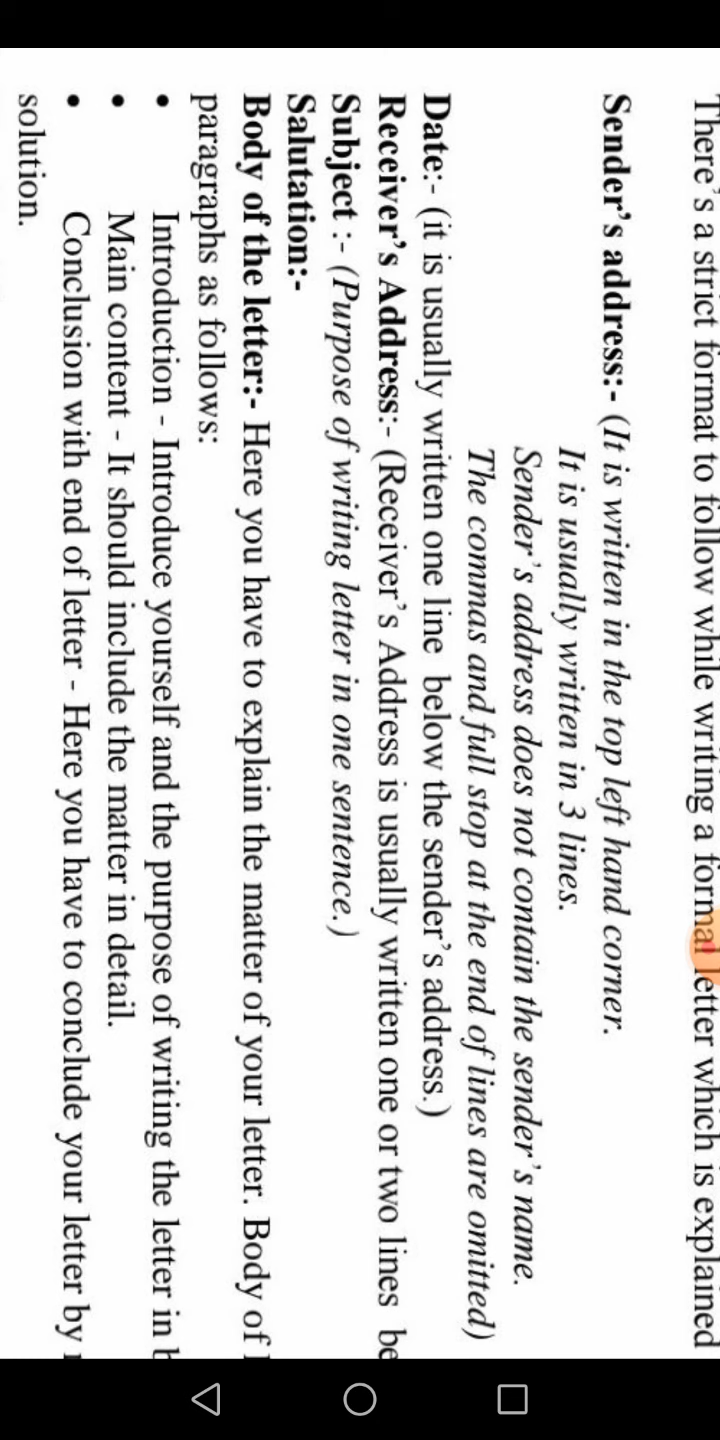 There's a strict format to follow while writing a formal letter which is explained
Sender's address:- (It is written in the top left hand corner.
It is usually written in 3 lines.
Sender's address does not contain the sender's name.
The commas and full stop at the end of lines are omitted)
Date:- (it is usually written one line below the sender's address.)
Receiver's Address:- (Receiver's Address is usually written one or two lines be
Subject :- (Purpose of writing letter in one sentence.)
Salutation:-
Body of the letter:- Here you have to explain the matter of your letter. Body of
paragraphs as follows:
• Introduction - Introduce yourself and the purpose of writing the letter in
• Main content - It should include the matter in detail.
• Conclusion with end of letter - Here you have to conclude your letter by
solution.